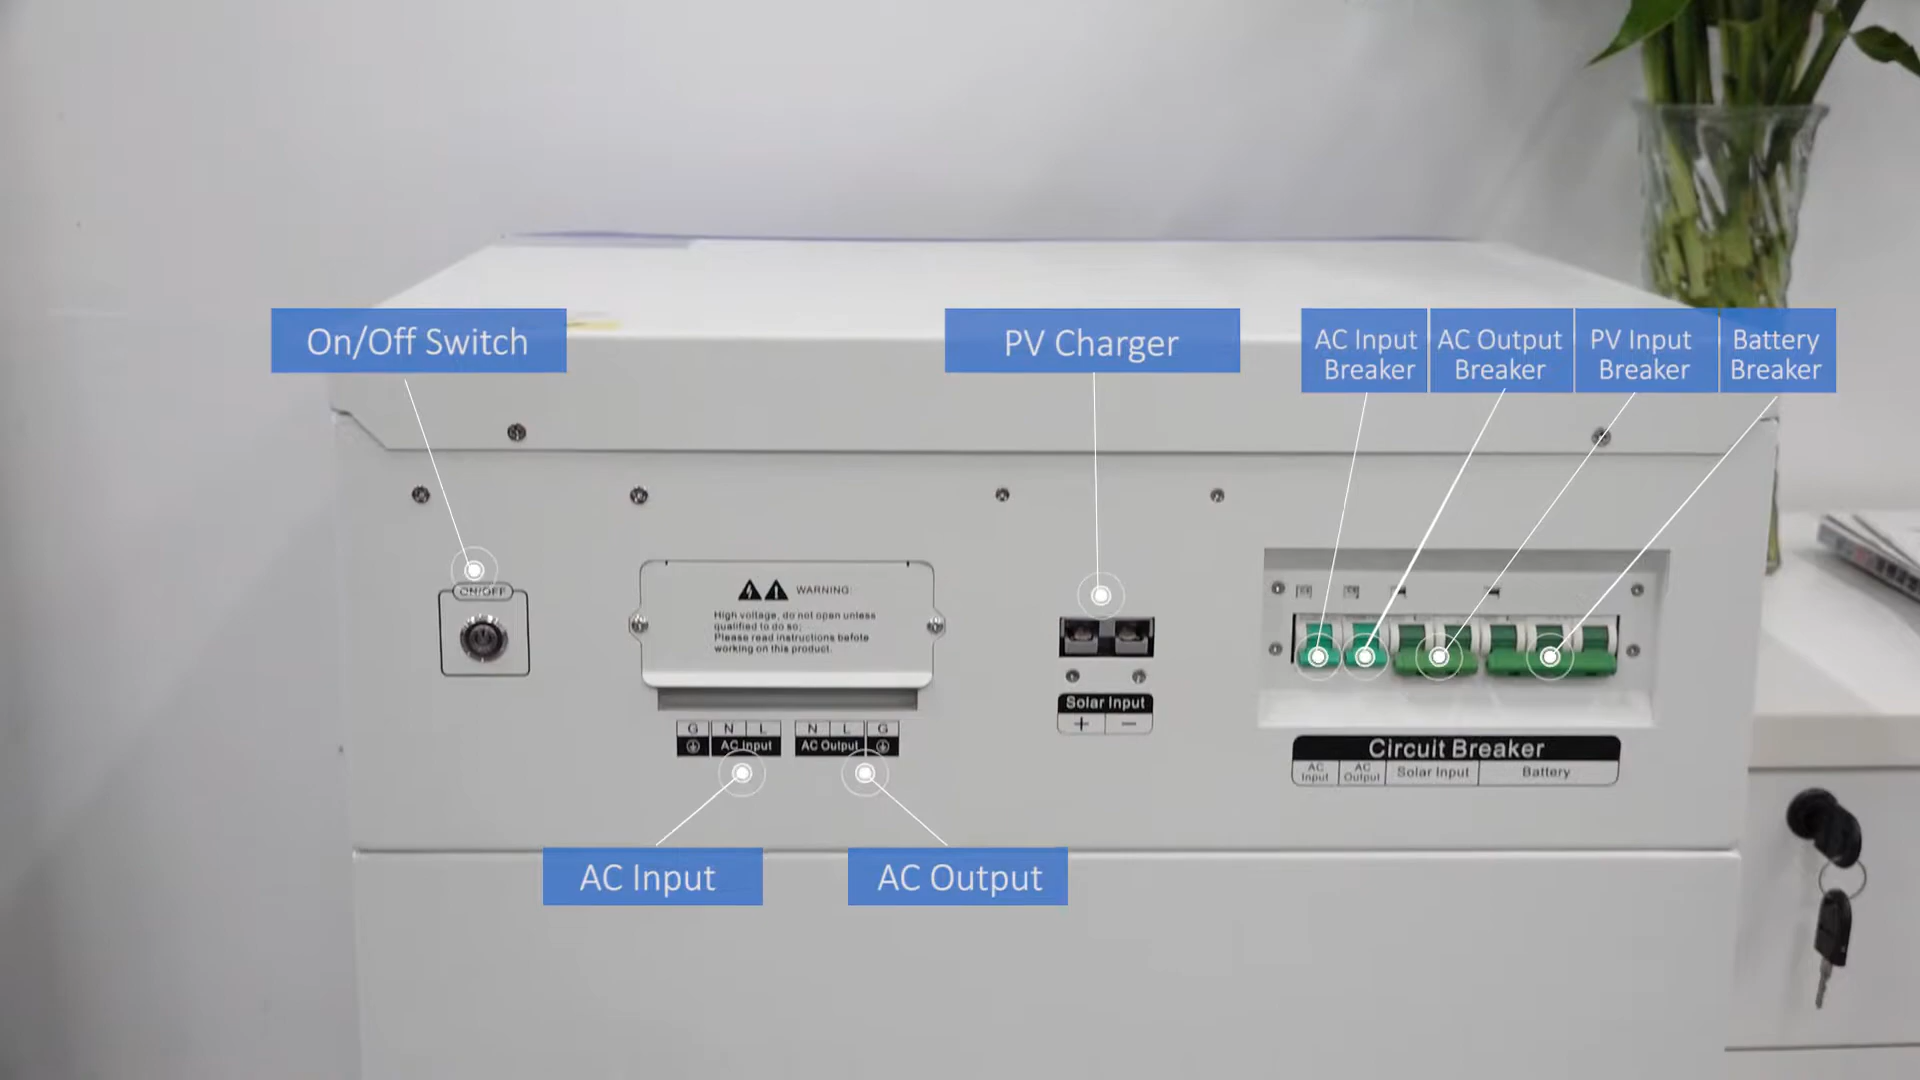 On/Off Switch
PV Charger
AC Input
Breaker
AC Output
Breaker
PV Input
Breaker
Battery
Breaker
ON/OFF
WARNING:
High voltage, do not open unless
qualified to do so;
Please read instructions befote
working on this product.
G N L
AC Input
N L G
AC Output
Solar Input
+ −
Circuit Breaker
AC
Input
AC
Output
Solar Input
Battery
AC Input
AC Output